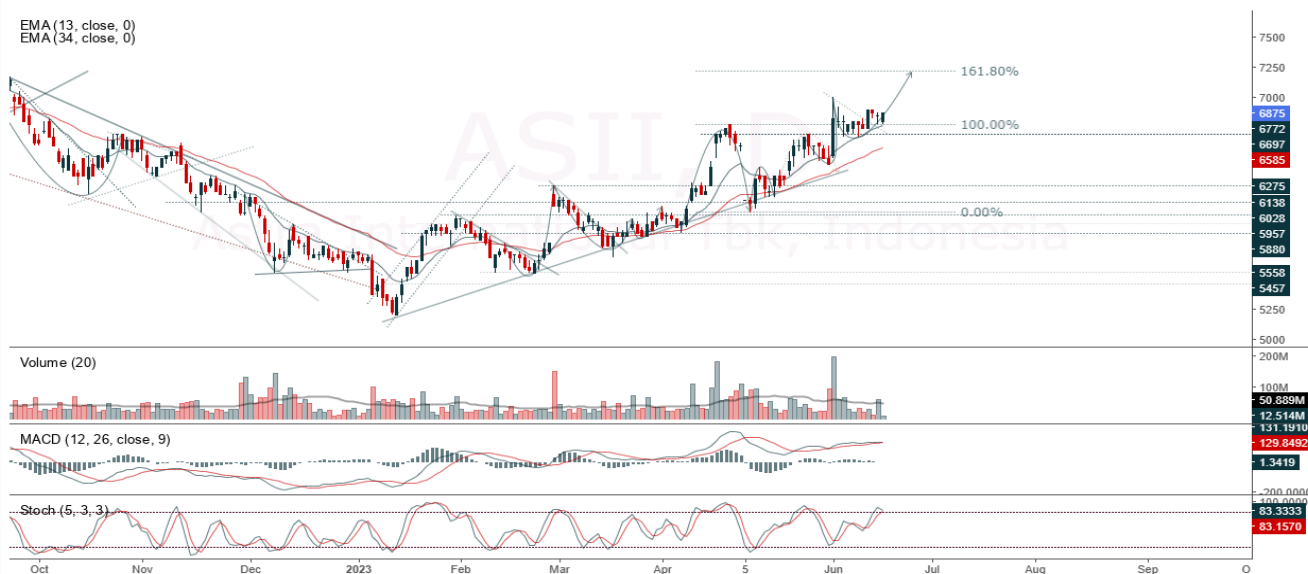 EMA (13, close, 0)
EMA (34, close, 0)
ASII, D
7500
7250
7000
6875
6772
6697
6585
6275
6138
6028
5957
5880
5558
5457
5250
5000
161.80%
100.00%
0.00%
Volume (20)
200M
100M
50.889M
12.514M
MACD (12, 26, close, 9)
131.1910
129.8492
1.3419
-200.0000
Stoch (5, 3, 3)
100.0000
83.3333
83.1570
Oct Nov Dec 2023 Feb Mar Apr 5 Jun Jul Aug Sep O